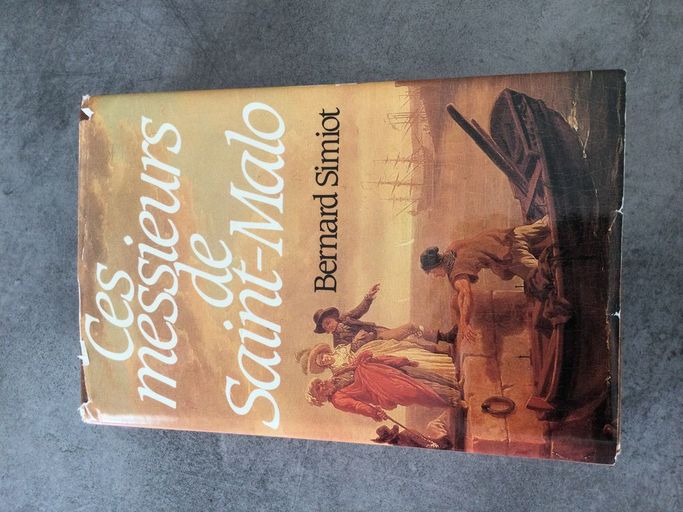 Ces
messieurs
de
Saint-Malo
Bernard Simiot